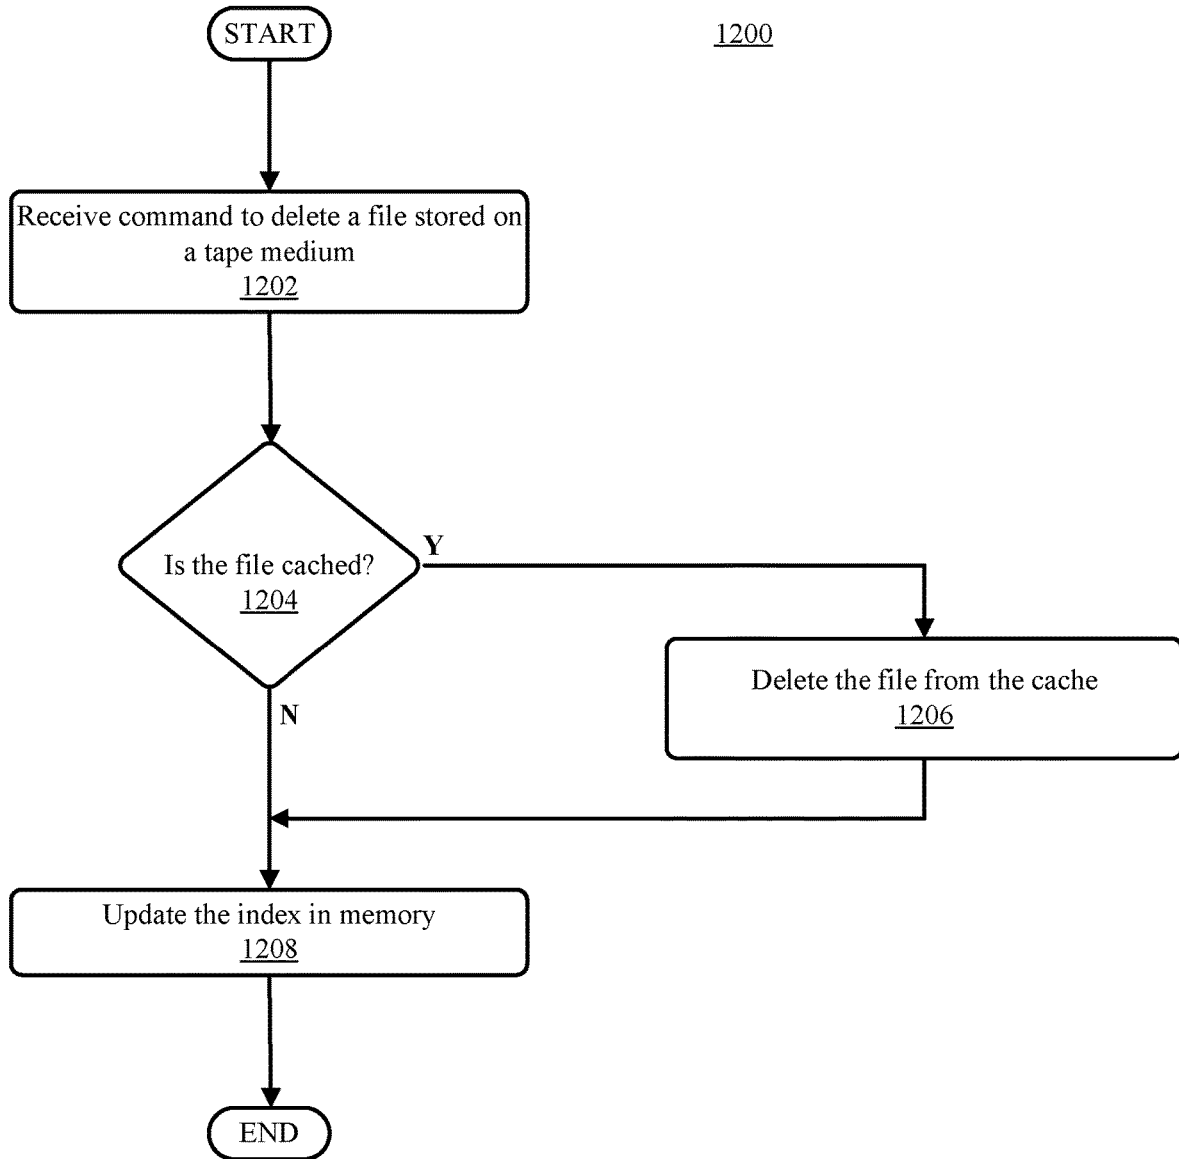 START
1200
Receive command to delete a file stored on
a tape medium
1202
Is the file cached?
1204
Y
N
Delete the file from the cache
1206
Update the index in memory
1208
END